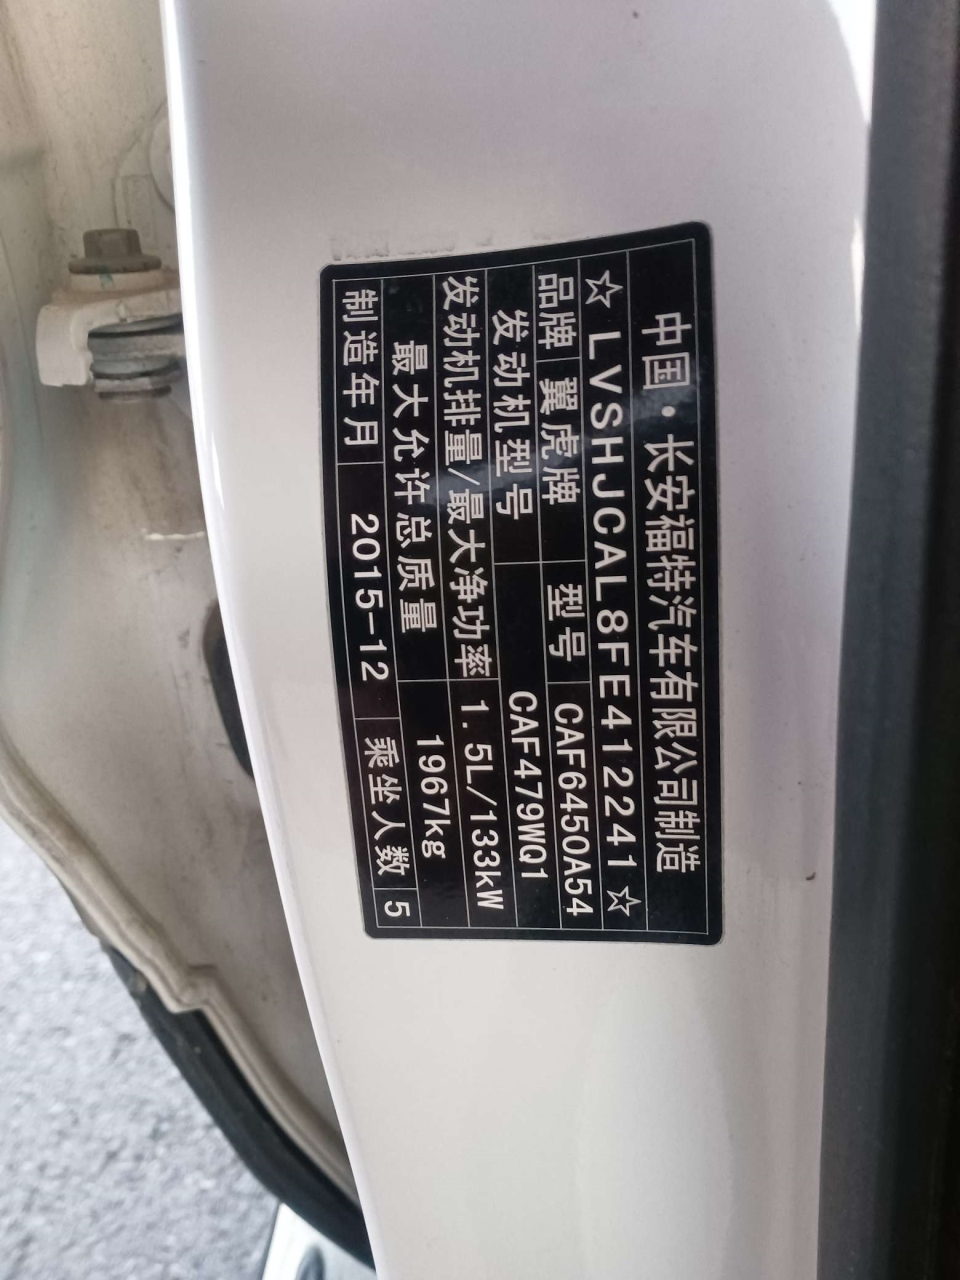 中国·长安福特汽车有限公司制造
☆LVSHJCAL8FE412241☆
品牌 翼虎牌 型号 CAF6450A54
发动机型号 CAF479WQ1
发动机排量/最大净功率 1.5L/133kW
最大允许总质量 1967kg
制造年月 2015-12 乘坐人数 5